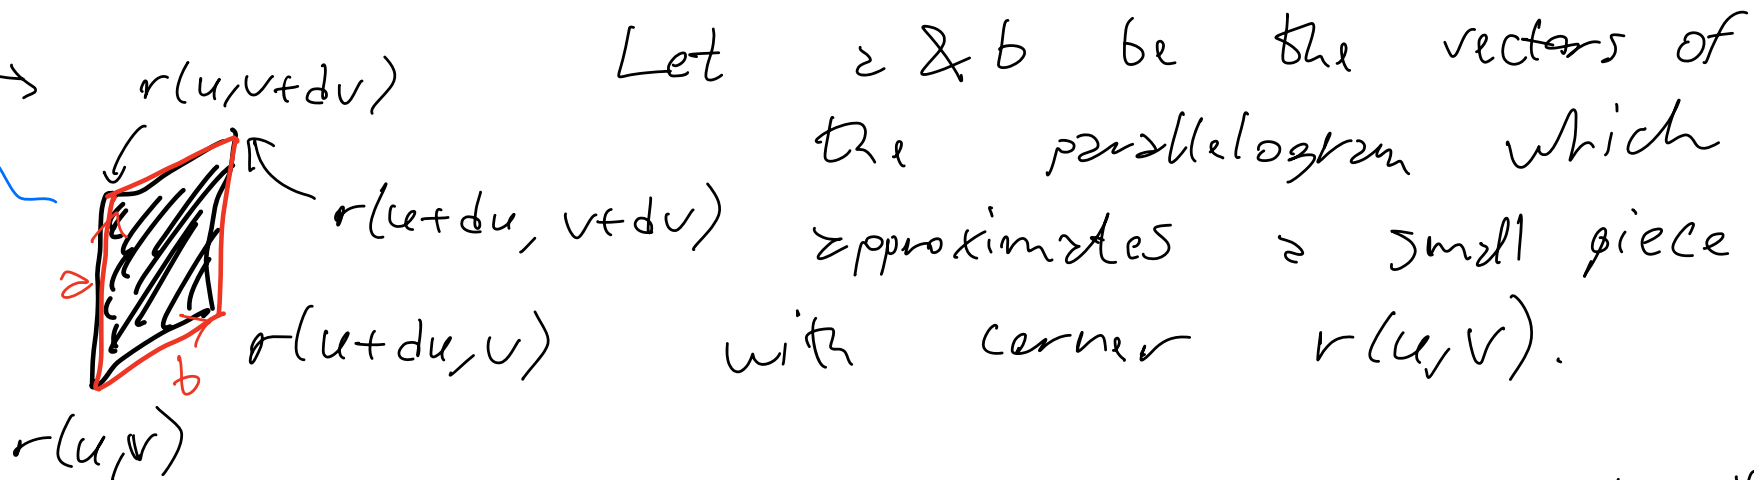 r(u,v+dv)
Let a & b be the vectors of
the parallelogram which
r(u+du, v+dv)
approximates a small piece
a
r(u+du,v)
with corner r(u,v).
b
r(u,v)